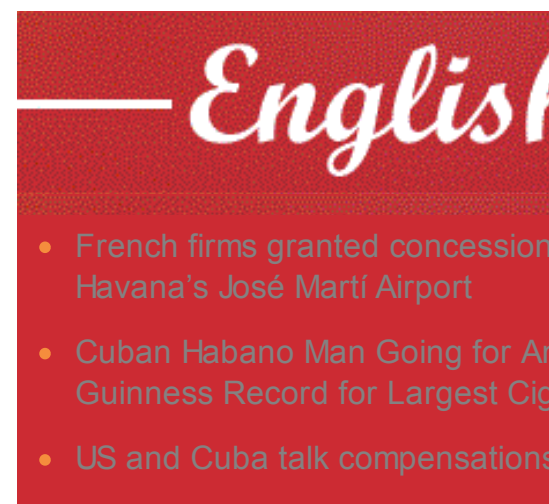 English
French firms granted concession
Havana’s José Martí Airport
Cuban Habano Man Going for
Guinness Record for Largest
US and Cuba talk compensations